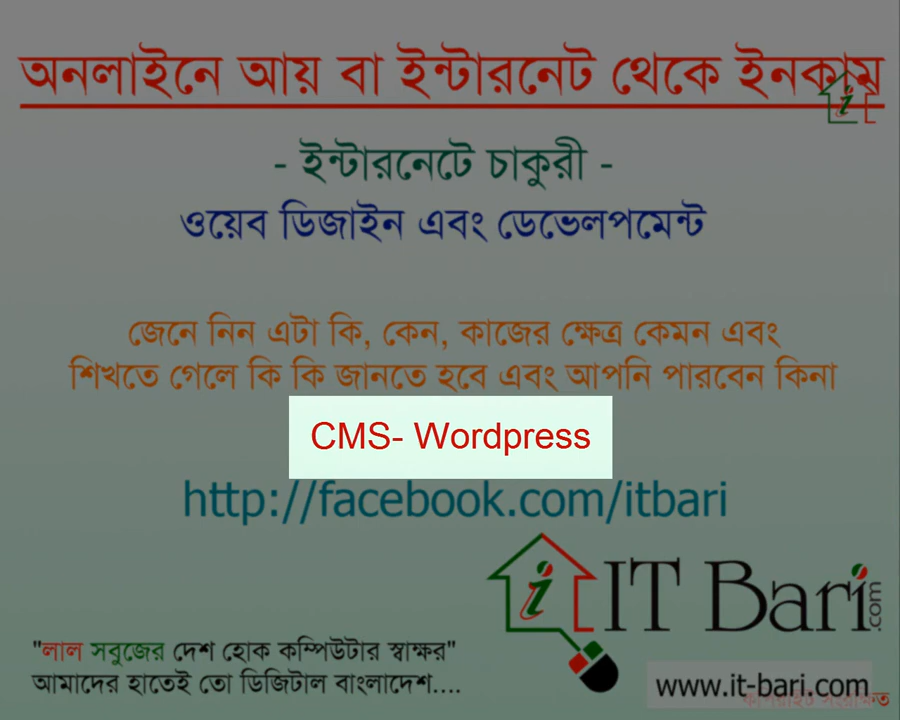 অনলাইনে আয় বা ইন্টারনেট থেকে ইনকাম
- ইন্টারনেটে চাকুরী -
ওয়েব ডিজাইন এবং ডেভেলপমেন্ট
জেনে নিন এটা কি, কেন, কাজের ক্ষেত্র কেমন এবং
শিখতে গেলে কি কি জানতে হবে এবং আপনি পারবেন কিনা
CMS- Wordpress
http://facebook.com/itbari
i IT Bari.com
"লাল সবুজের দেশ হোক কম্পিউটার স্বাক্ষর"
আমাদের হাতেই তো ডিজিটাল বাংলাদেশ....
www.it-bari.com